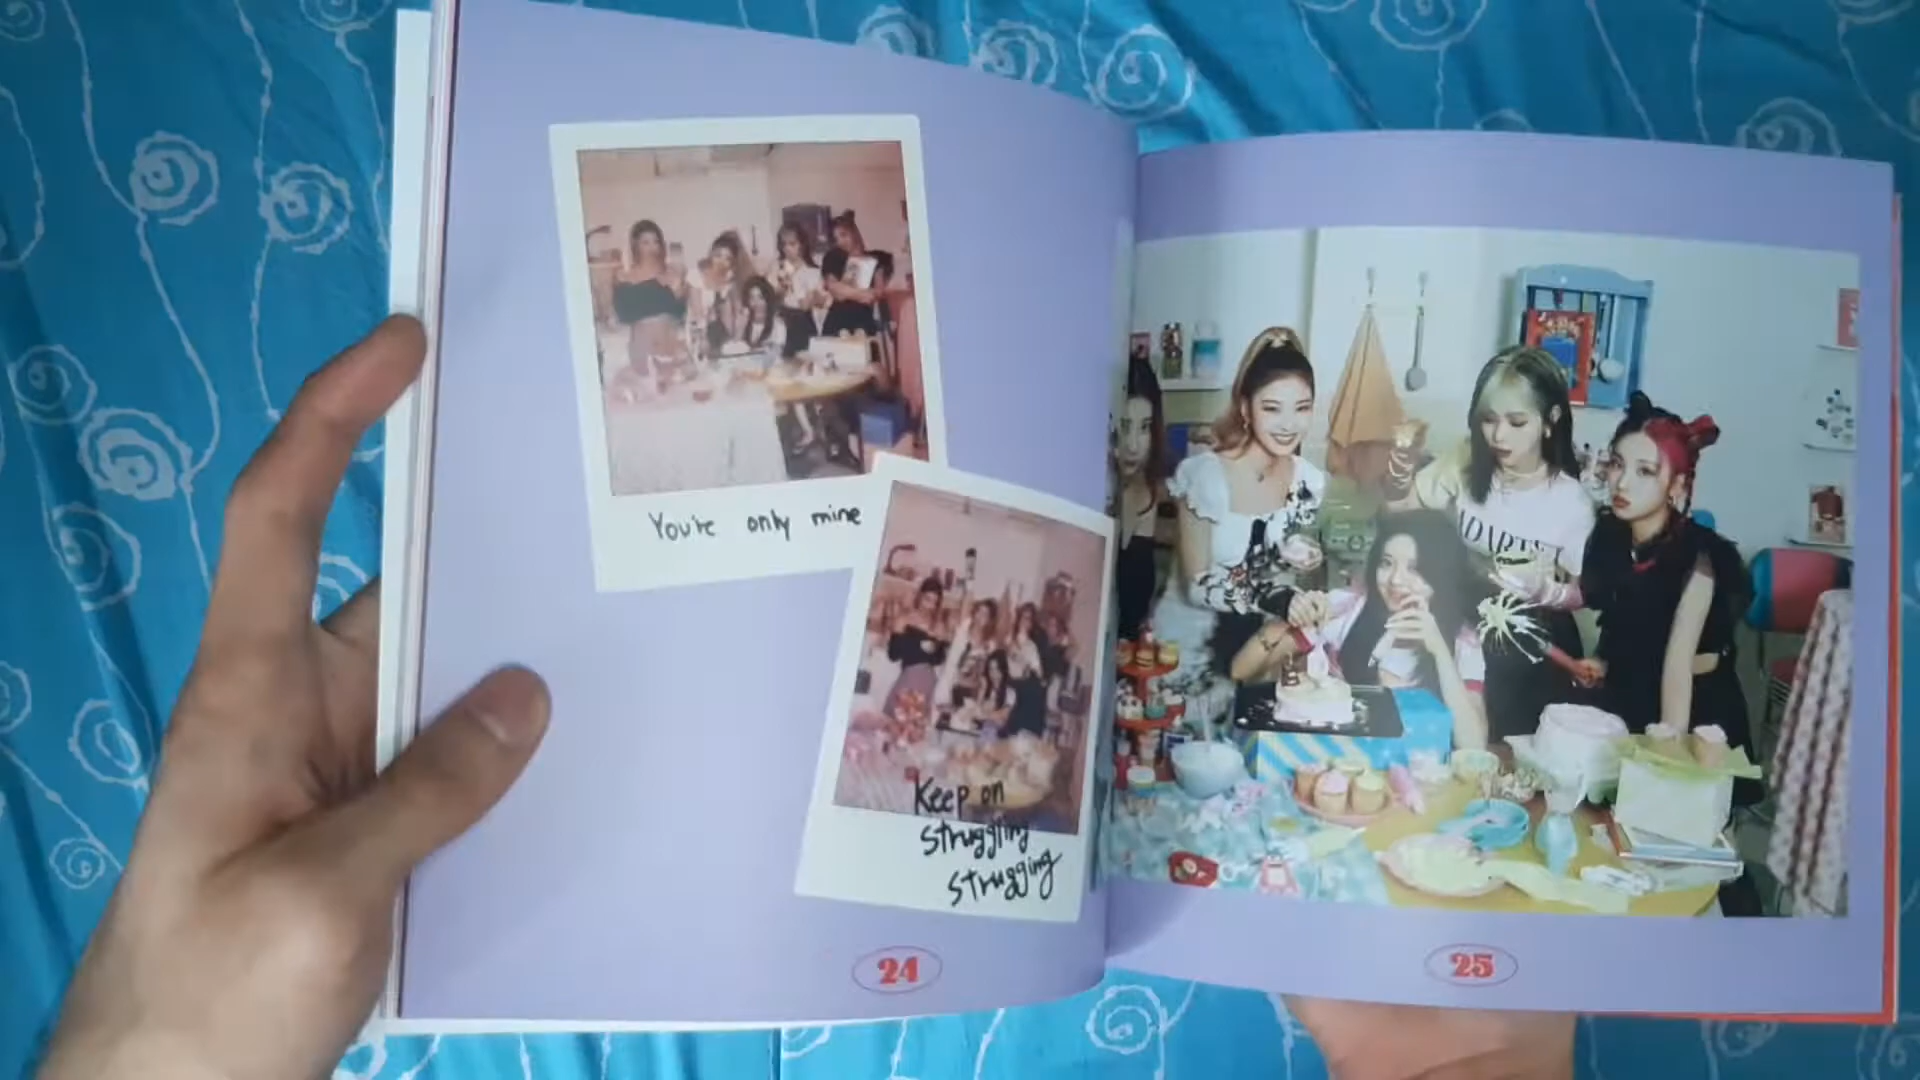 You're only mine
Keep on
struggling
struggling
24
25